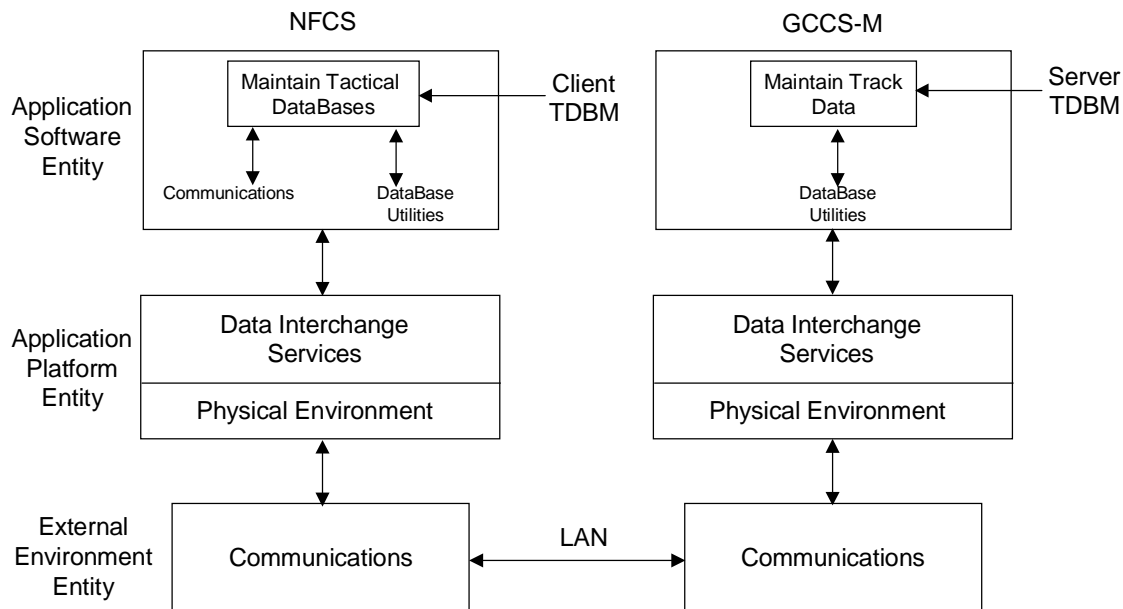 NFCS
GCCS-M
Application
Software
Entity
Maintain Tactical
DataBases
Client
TDBM
Communications
DataBase
Utilities
Maintain Track
Data
Server
TDBM
DataBase
Utilities
Application
Platform
Entity
Data Interchange
Services
Physical Environment
Data Interchange
Services
Physical Environment
External
Environment
Entity
Communications
LAN
Communications